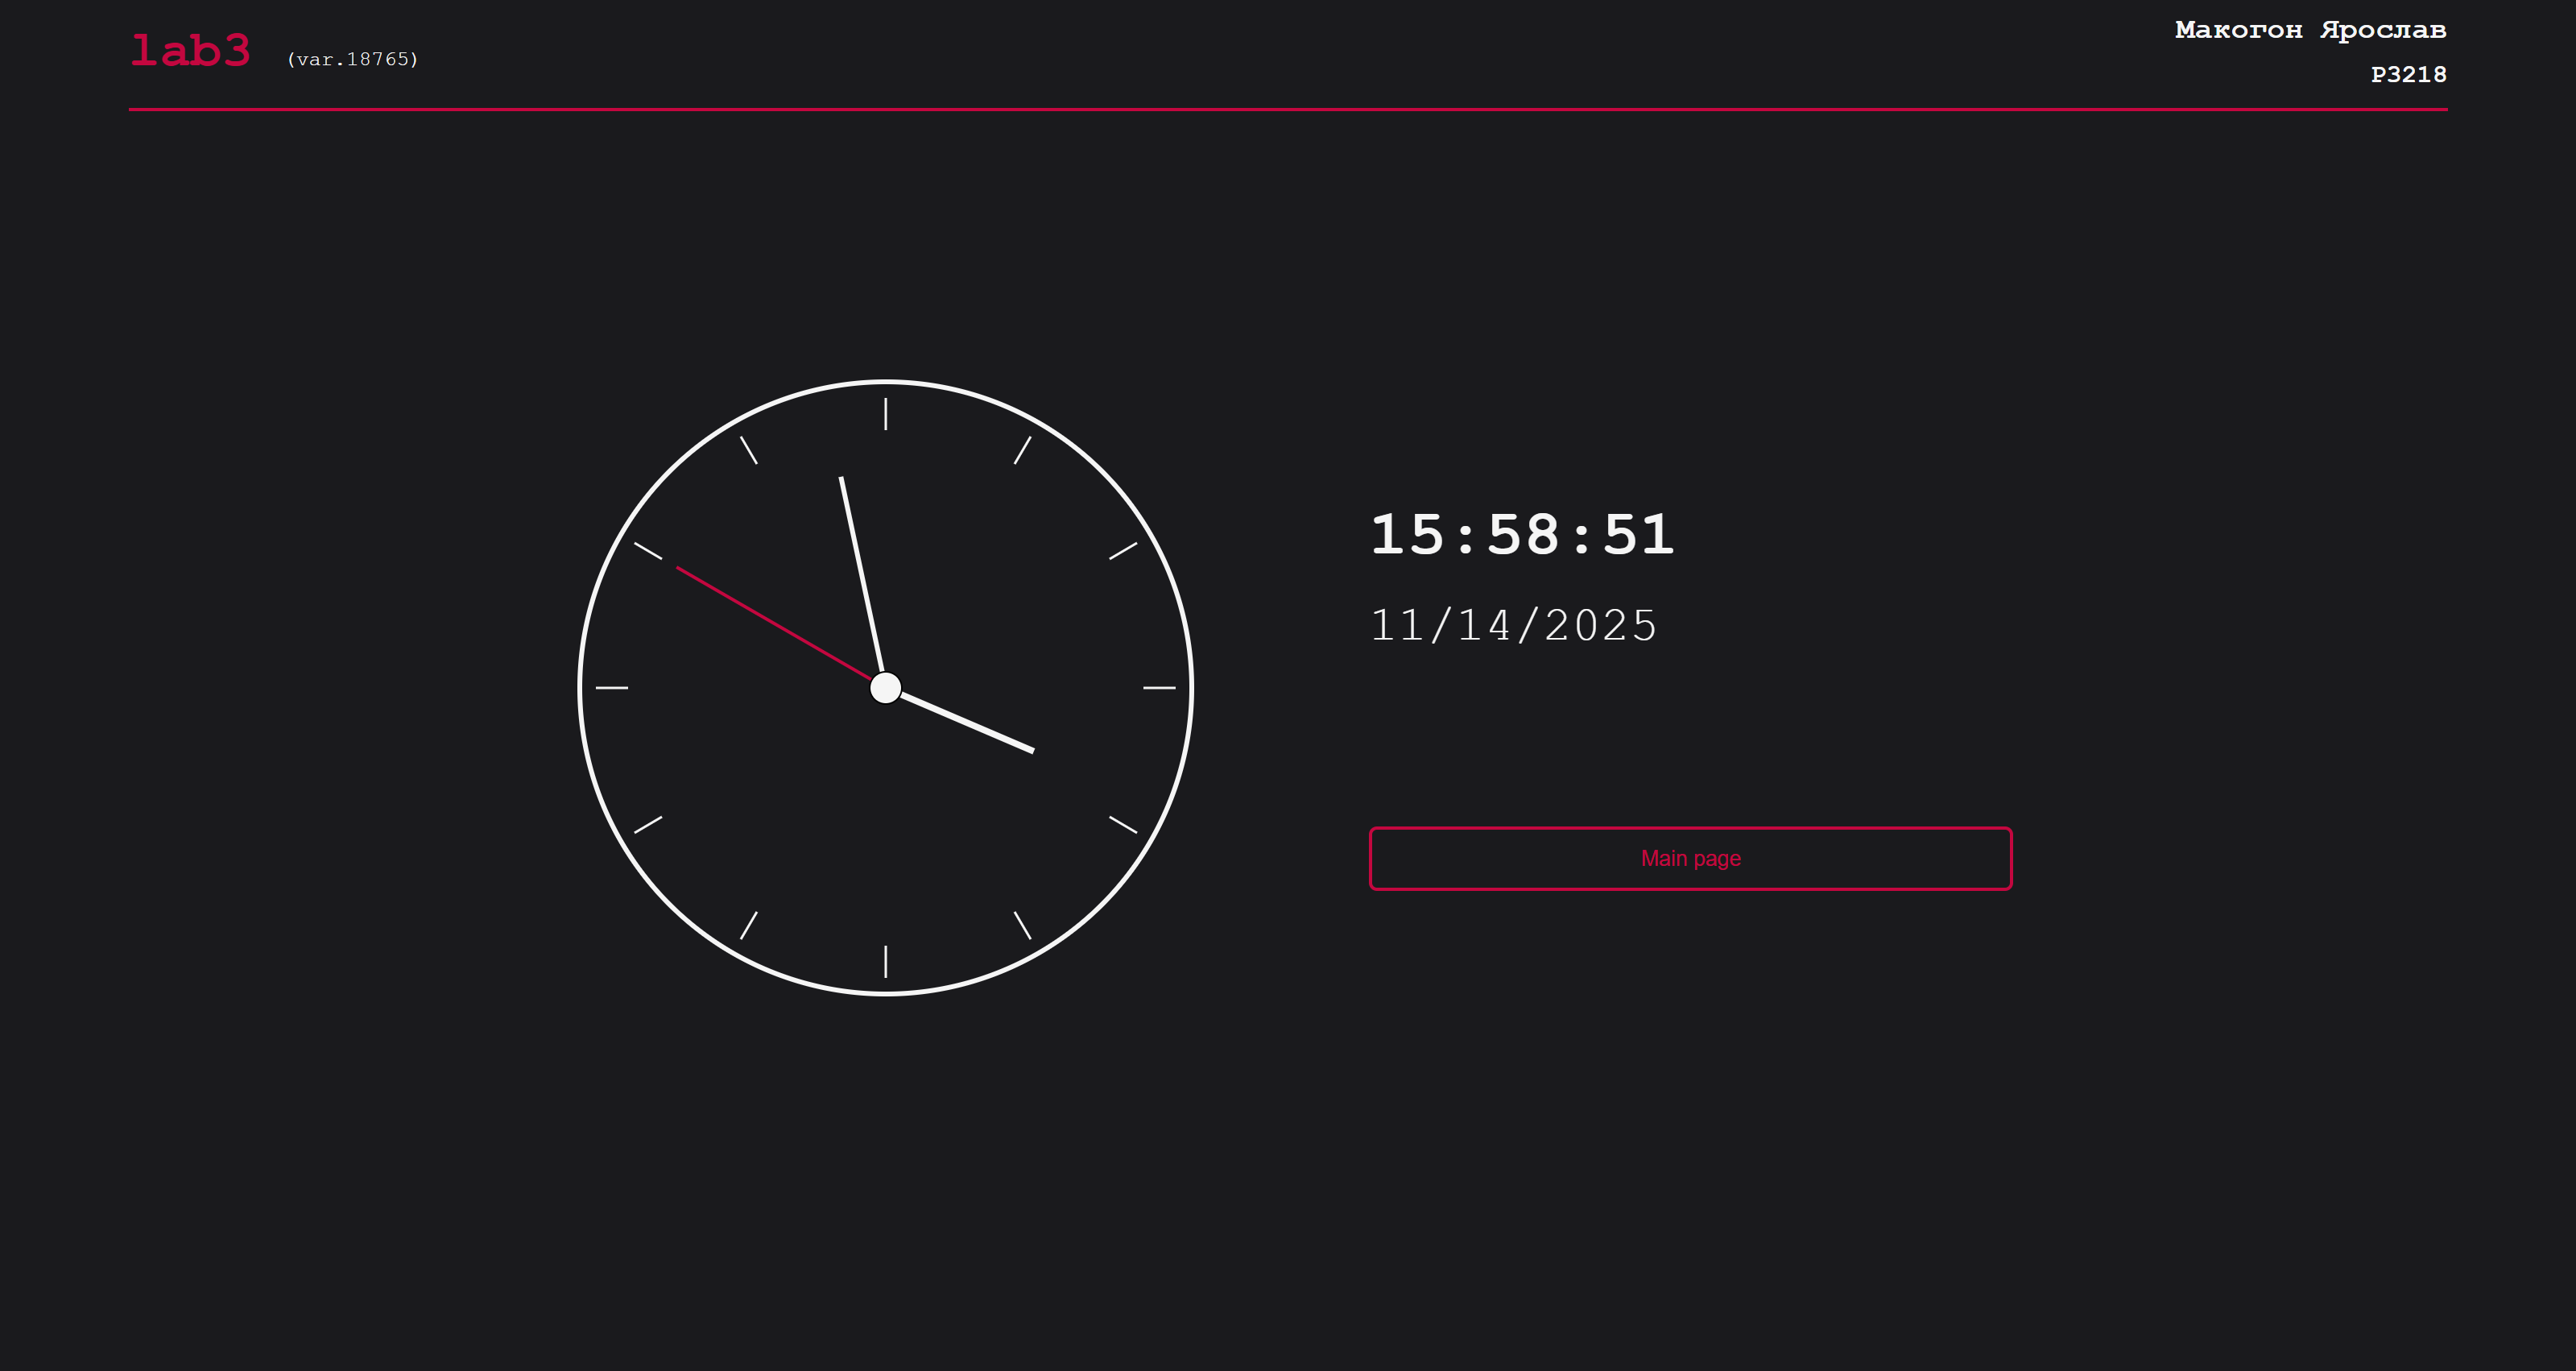 lab3 (var.18765)
Макогон Ярослав
P3218
15:58:51
11/14/2025
Main page